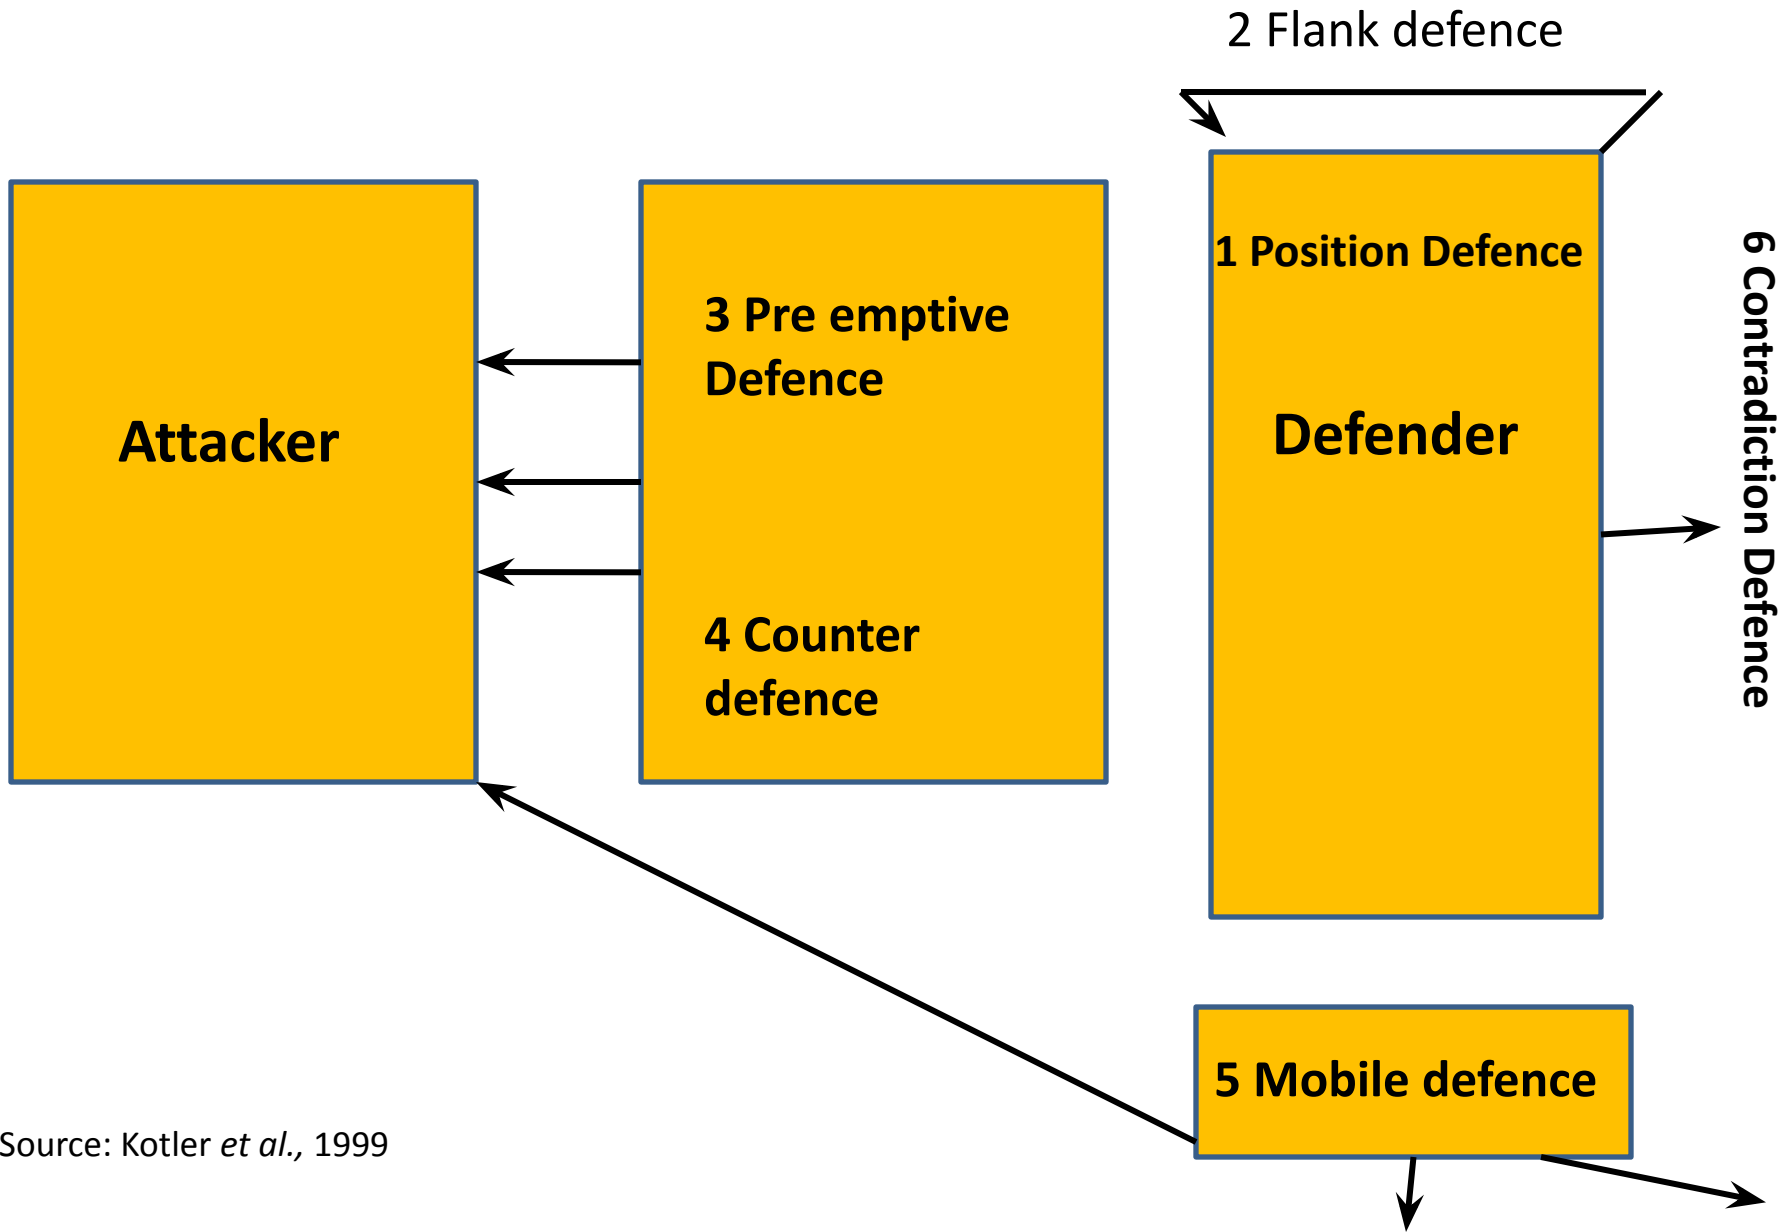 2 Flank defence
1 Position Defence
3 Pre emptive
Defence
Attacker
Defender
4 Counter
defence
6 Contradiction Defence
5 Mobile defence
Source: Kotler et al., 1999